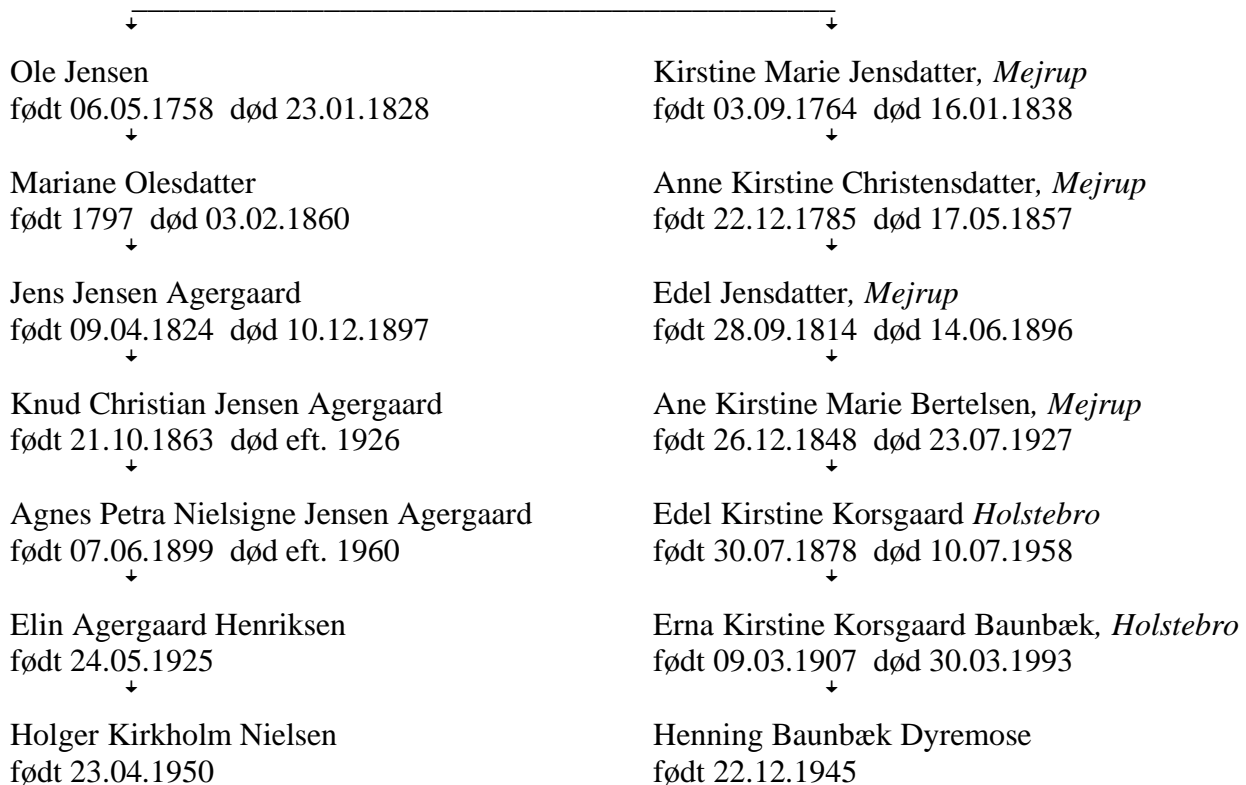 Ole Jensen
født 06.05.1758  død 23.01.1828
Mariane Olesdatter
født 1797  død 03.02.1860
Jens Jensen Agergaard
født 09.04.1824  død 10.12.1897
Knud Christian Jensen Agergaard
født 21.10.1863  død eft. 1926
Agnes Petra Nielsigne Jensen Agergaard
født 07.06.1899  død eft. 1960
Elin Agergaard Henriksen
født 24.05.1925
Holger Kirkholm Nielsen
født 23.04.1950
Kirstine Marie Jensdatter, Mejrup
født 03.09.1764  død 16.01.1838
Anne Kirstine Christensdatter, Mejrup
født 22.12.1785  død 17.05.1857
Edel Jensdatter, Mejrup
født 28.09.1814  død 14.06.1896
Ane Kirstine Marie Bertelsen, Mejrup
født 26.12.1848  død 23.07.1927
Edel Kirstine Korsgaard Holstebro
født 30.07.1878  død 10.07.1958
Erna Kirstine Korsgaard Baunbæk, Holstebro
født 09.03.1907  død 30.03.1993
Henning Baunbæk Dyremose
født 22.12.1945